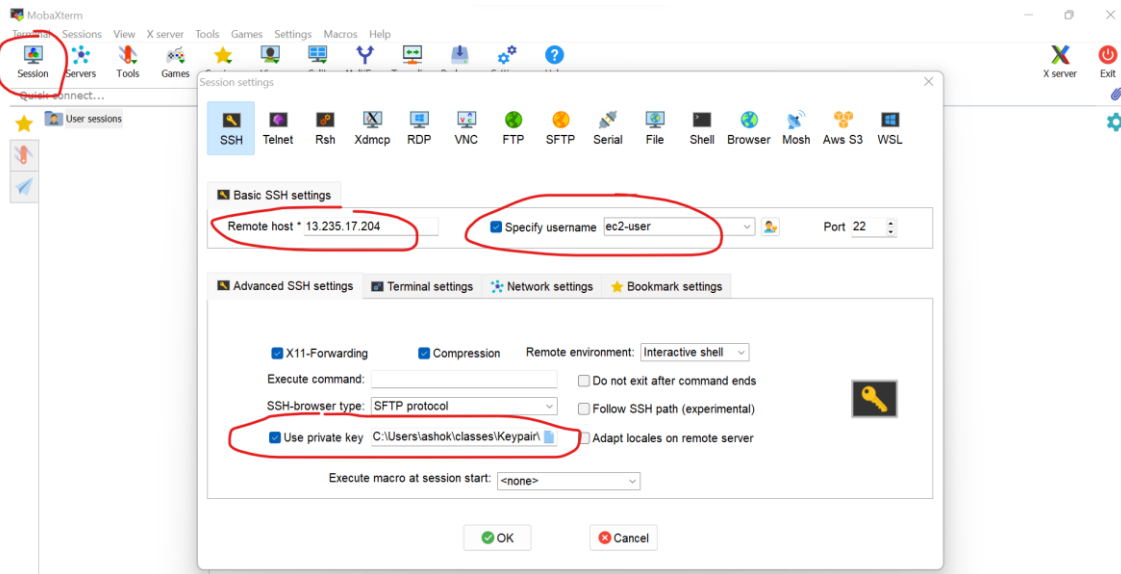 MobaXterm
Terminal Sessions View X server Tools Games Settings Macros Help
Session Servers Tools Games
X server Exit
Quick connect...
User sessions
Session settings
SSH Telnet Rsh Xdmcp RDP VNC FTP SFTP Serial File Shell Browser Mosh Aws S3 WSL
Basic SSH settings
Remote host * 13.235.17.204 Specify username ec2-user Port 22
Advanced SSH settings Terminal settings Network settings Bookmark settings
X11-Forwarding Compression Remote environment: Interactive shell
Execute command: Do not exit after command ends
SSH-browser type: SFTP protocol Follow SSH path (experimental)
Use private key C:\Users\ashok\classes\Keypair\ Adapt locales on remote server
Execute macro at session start: <none>
OK Cancel